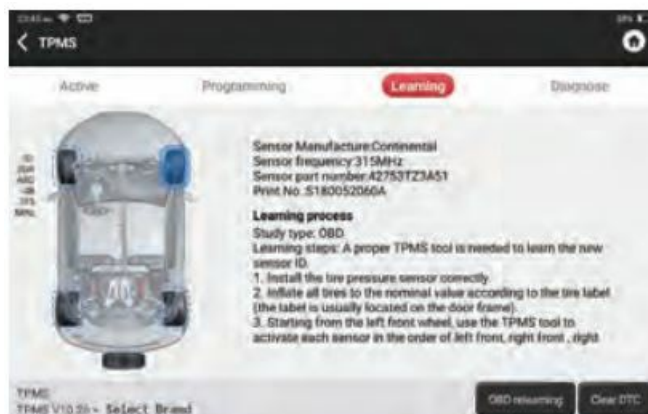 TPMS
Active Programming Learning Diagnose
Sensor Manufacture:Continental
Sensor frequency:315MHz
Sensor part number:42753TZ3A51
Print No.:S180052060A
Learning process
Study type: OBD
Learning steps: A proper TPMS tool is needed to learn the new
sensor ID.
1. Install the tire pressure sensor correctly
2. Inflate all tires to the nominal value according to the tire label
(the label is usually located on the door frame).
3. Starting from the left front wheel, use the TPMS tool to
activate each sensor in the order of left front, right front , right
TPMS
TPMS V10.26 > Select Brand
OBD relearning Clear DTC